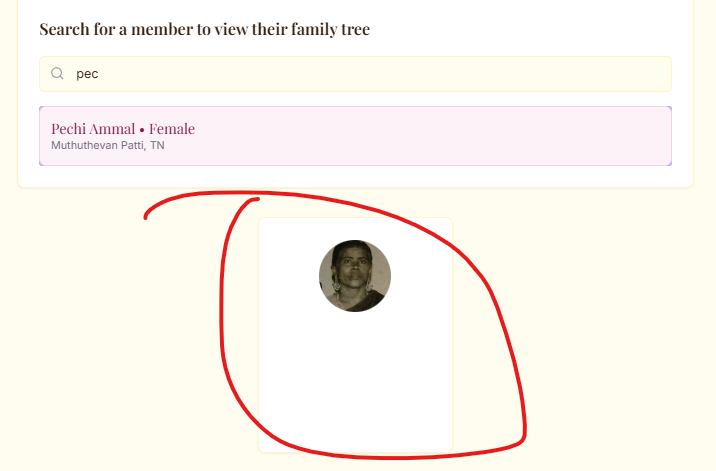 Search for a member to view their family tree
pec
Pechi Ammal • Female
Muthuthevan Patti, TN